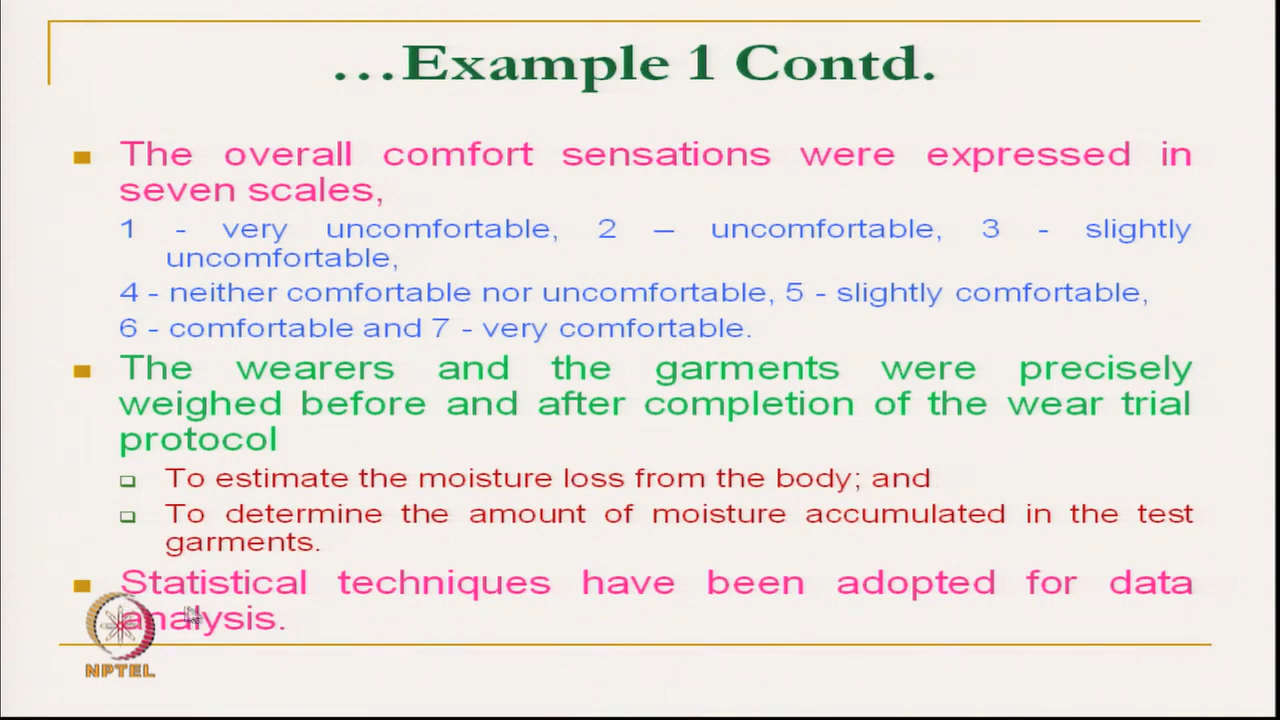 ...Example 1 Contd.
The overall comfort sensations were expressed in
seven scales,
1 - very uncomfortable, 2 – uncomfortable, 3 - slightly
uncomfortable,
4 - neither comfortable nor uncomfortable, 5 - slightly comfortable,
6 - comfortable and 7 - very comfortable.
The wearers and the garments were precisely
weighed before and after completion of the wear trial
protocol
To estimate the moisture loss from the body; and
To determine the amount of moisture accumulated in the test
garments.
Statistical techniques have been adopted for data
analysis.
NPTEL